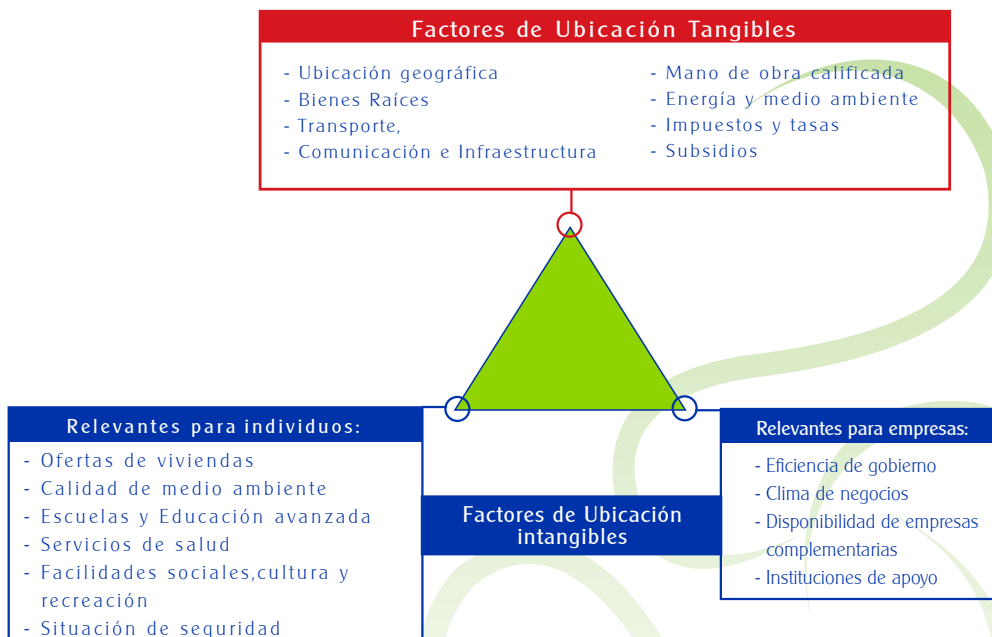 Factores de Ubicación Tangibles
- Ubicación geográfica
- Bienes Raíces
- Transporte,
- Comunicación e Infraestructura
- Mano de obra calificada
- Energía y medio ambiente
- Impuestos y tasas
- Subsidios
Relevantes para individuos:
- Ofertas de viviendas
- Calidad de medio ambiente
- Escuelas y Educación avanzada
- Servicios de salud
- Facilidades sociales,cultura y
recreación
- Situación de seguridad
Factores de Ubicación
intangibles
Relevantes para empresas:
- Eficiencia de gobierno
- Clima de negocios
- Disponibilidad de empresas
complementarias
- Instituciones de apoyo